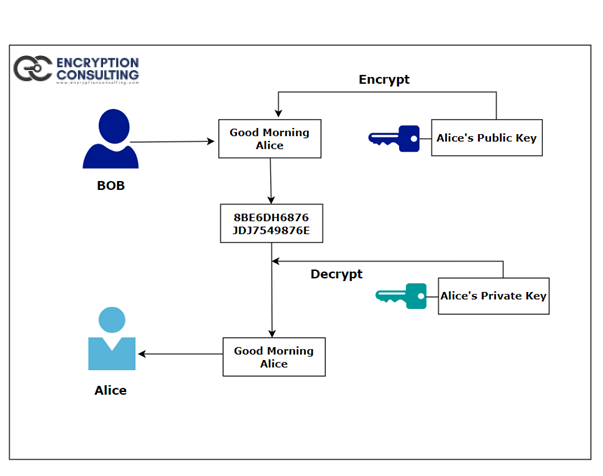 ENCRYPTION
CONSULTING
www.encryptionconsulting.com
Encrypt
Good Morning
Alice
Alice's Public Key
BOB
8BE6DH6876
JDJ7549876E
Decrypt
Alice's Private Key
Good Morning
Alice
Alice